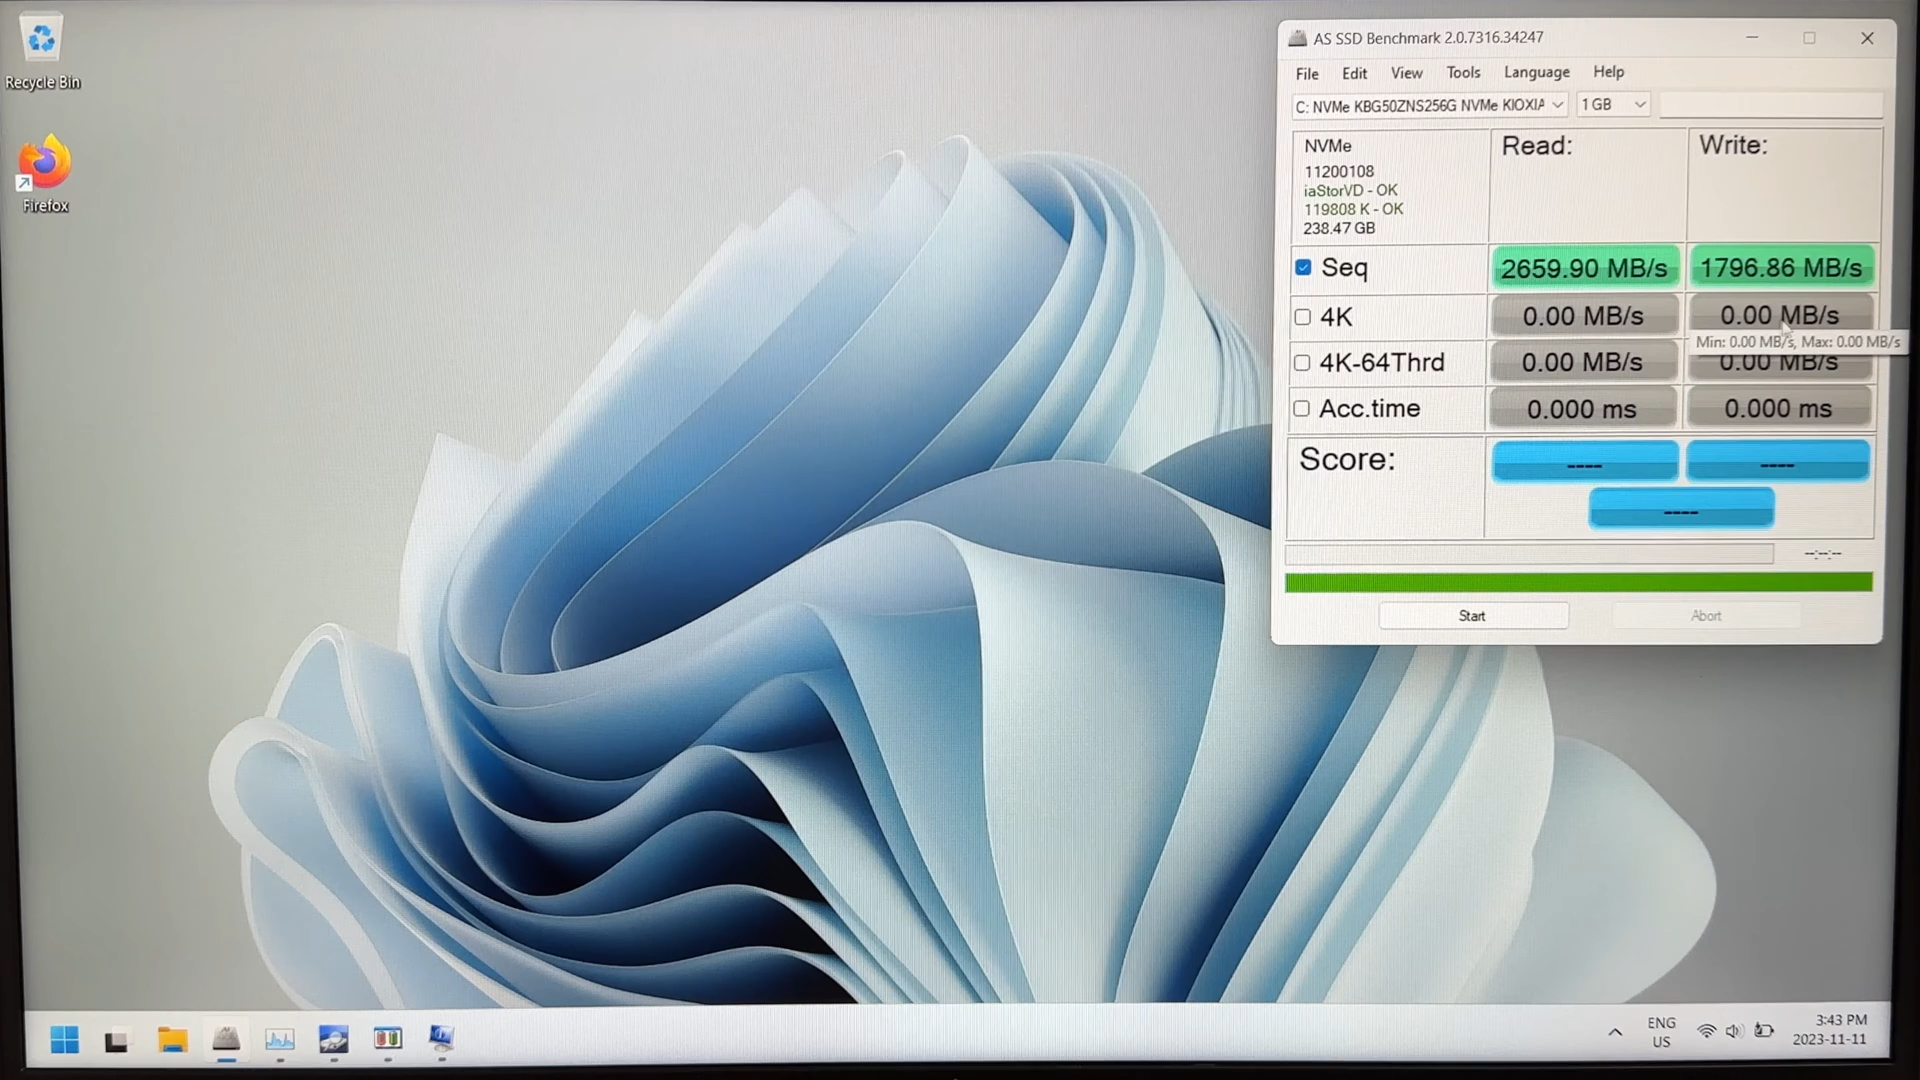 Recycle Bin
Firefox
AS SSD Benchmark 2.0.7316.34247
File Edit View Tools Language Help
C: NVMe KBG50ZNS256G NVMe KIOXIA 1 GB
NVMe
11200108
iaStorVD - OK
119808 K - OK
238.47 GB
Read: Write:
Seq 2659.90 MB/s 1796.86 MB/s
4K 0.00 MB/s 0.00 MB/s
Min: 0.00 MB/s, Max: 0.00 MB/s
4K-64Thrd 0.00 MB/s 0.00 MB/s
Acc.time 0.000 ms 0.000 ms
Score: ---- ----
----
--:--:--
Start Abort
ENG
US
3:43 PM
2023-11-11